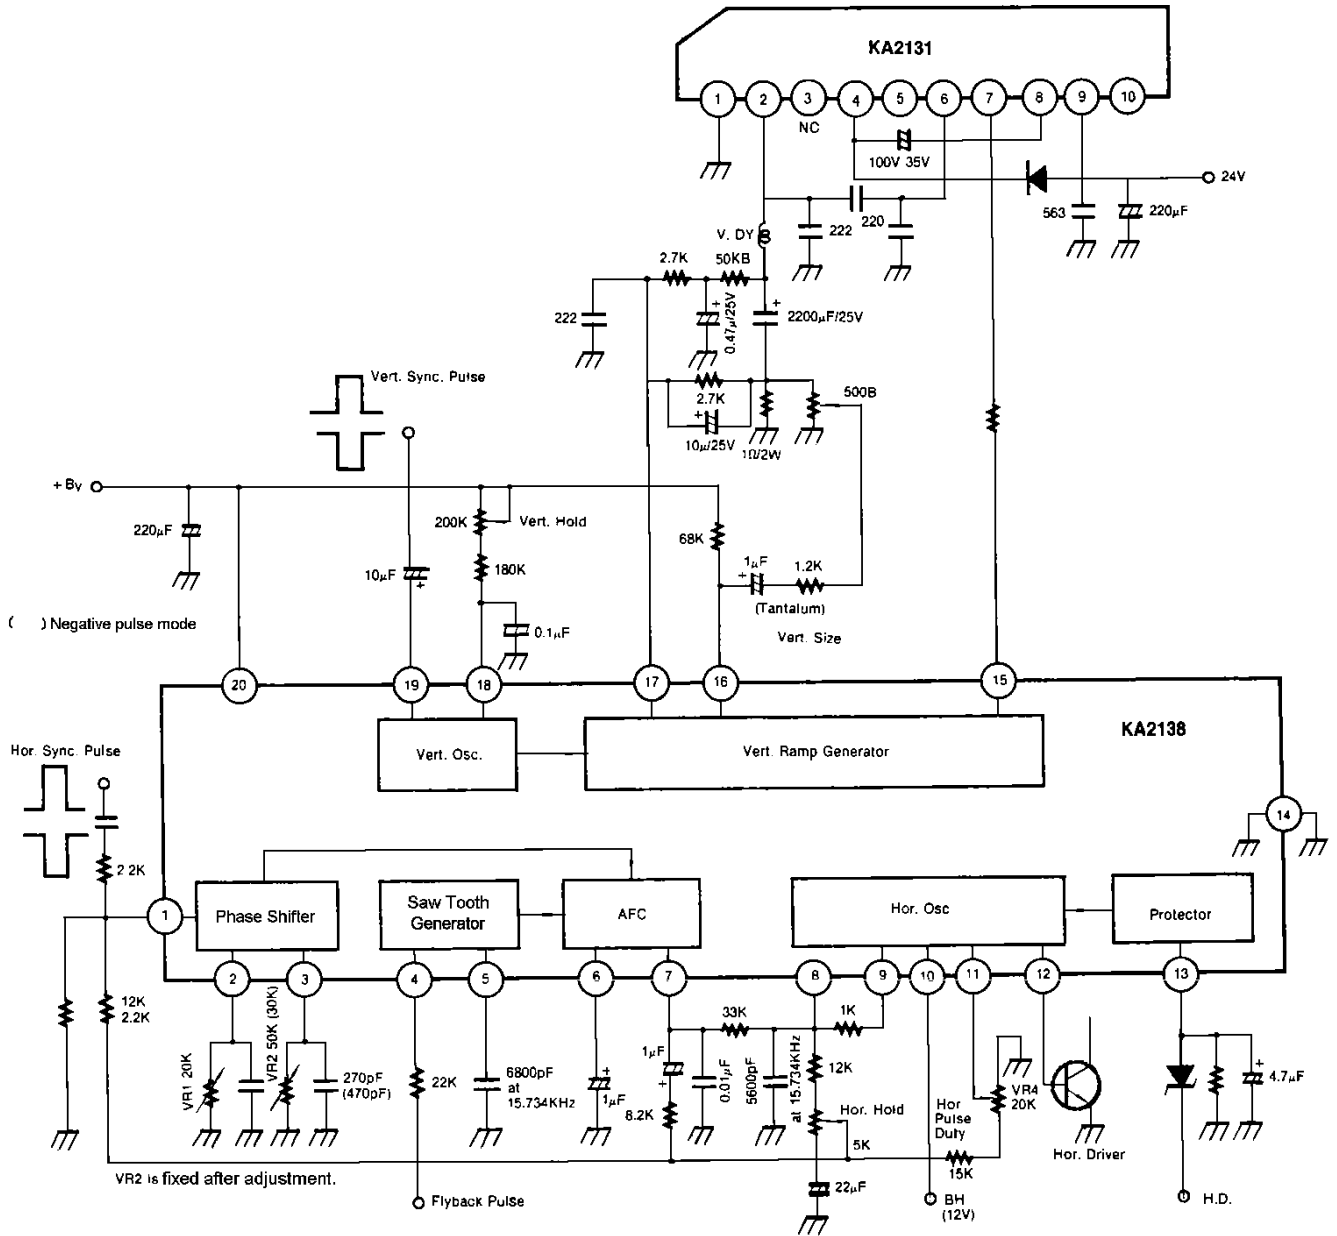 KA2131
1 2 3 4 5 6 7 8 9 10
NC
100V 35V
24V
563
220µF
222
220
V. DY
2.7K
50KB
222
0.47µ/25V
+
+
2200µF/25V
Vert. Sync. Pulse
2.7K
500B
+
10µ/25V
1Ω/2W
+ BV
220µF
200K
Vert. Hold
68K
10µF
+
180K
1µF
+
1.2K
(Tantalum)
0.1µF
Vert. Size
( ) Negative pulse mode
20 19 18 17 16 15
Vert. Osc.
Vert. Ramp Generator
KA2138
Hor. Sync. Pulse
14
2.2K
1
Phase Shifter
Saw Tooth
Generator
AFC
Hor. Osc
Protector
2 3 4 5 6 7 8 9 10 11 12 13
12K
2.2K
VR1 20K
VR2 50K (30K)
270pF
(470pF)
22K
6800pF
at
15.734KHz
+
1µF
33K
1K
1µF
+
8.2K
0.01µF
5600pF
at 15.734KHz
12K
Hor. Hold
5K
Hor
Pulse
Duty
VR4
20K
15K
Hor. Driver
+
4.7µF
VR2 is fixed after adjustment.
Flyback Pulse
22µF
BH
(12V)
H.D.